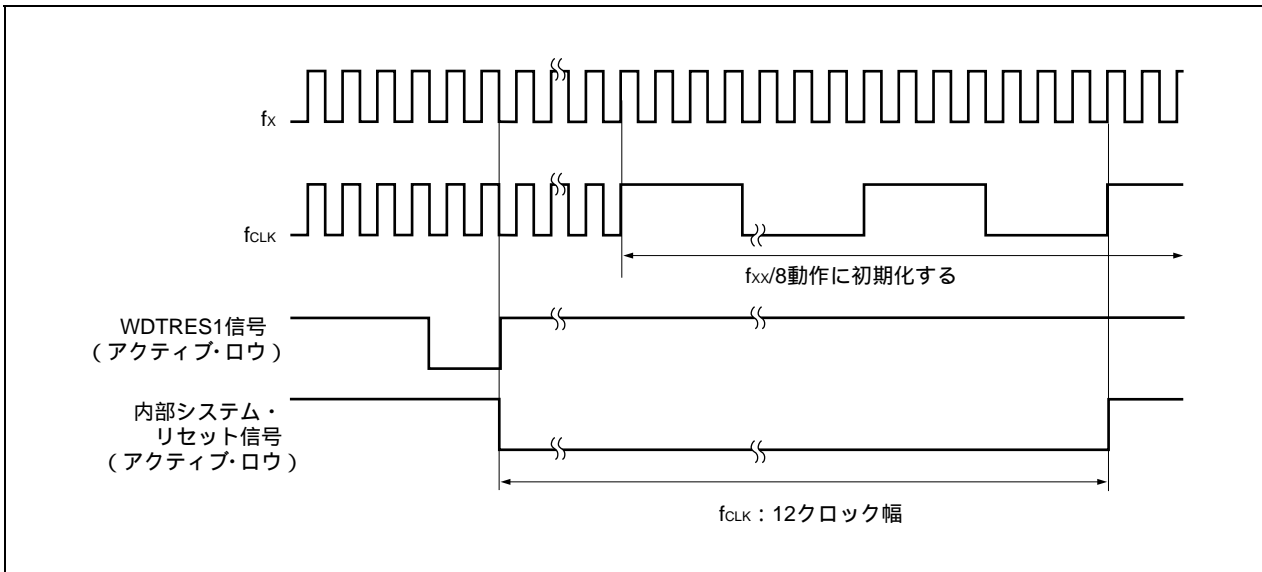 fX
fCLK
fXX/8動作に初期化する
WDTRES1信号
（アクティブ・ロウ）
内部システム・
リセット信号
（アクティブ・ロウ）
fCLK：12クロック幅